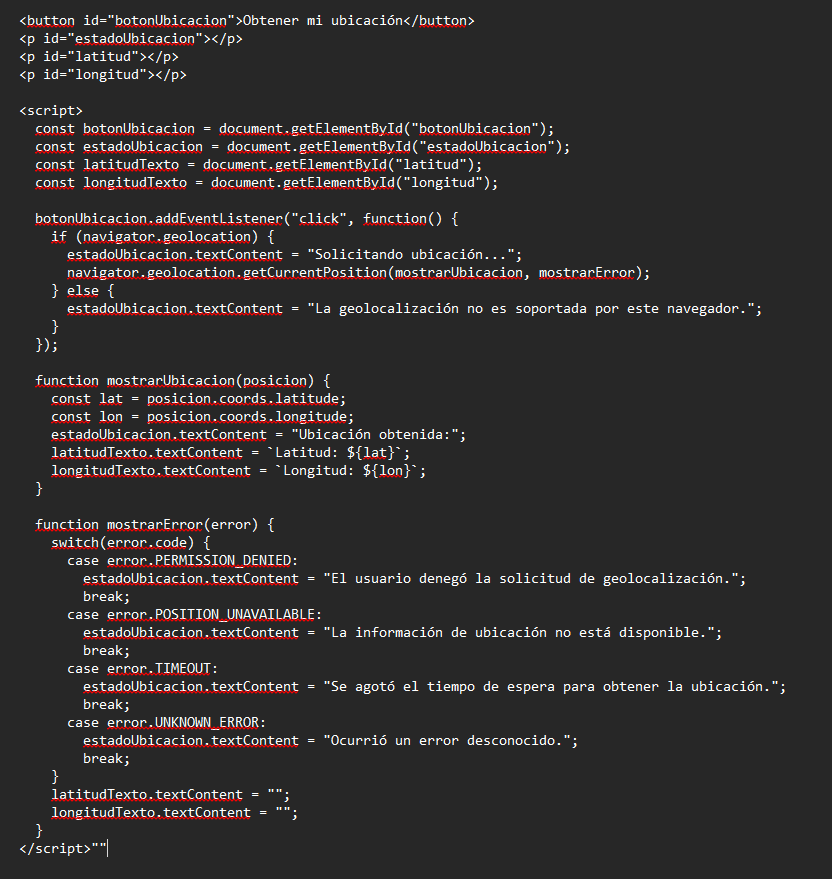 <button id="botonUbicacion">Obtener mi ubicación</button>
<p id="estadoUbicacion"></p>
<p id="latitud"></p>
<p id="longitud"></p>

<script>
  const botonUbicacion = document.getElementById("botonUbicacion");
  const estadoUbicacion = document.getElementById("estadoUbicacion");
  const latitudTexto = document.getElementById("latitud");
  const longitudTexto = document.getElementById("longitud");

  botonUbicacion.addEventListener("click", function() {
    if (navigator.geolocation) {
      estadoUbicacion.textContent = "Solicitando ubicación...";
      navigator.geolocation.getCurrentPosition(mostrarUbicacion, mostrarError);
    } else {
      estadoUbicacion.textContent = "La geolocalización no es soportada por este navegador.";
    }
  });

  function mostrarUbicacion(posicion) {
    const lat = posicion.coords.latitude;
    const lon = posicion.coords.longitude;
    estadoUbicacion.textContent = "Ubicación obtenida:";
    latitudTexto.textContent = `Latitud: ${lat}`;
    longitudTexto.textContent = `Longitud: ${lon}`;
  }

  function mostrarError(error) {
    switch(error.code) {
      case error.PERMISSION_DENIED:
        estadoUbicacion.textContent = "El usuario denegó la solicitud de geolocalización.";
        break;
      case error.POSITION_UNAVAILABLE:
        estadoUbicacion.textContent = "La información de ubicación no está disponible.";
        break;
      case error.TIMEOUT:
        estadoUbicacion.textContent = "Se agotó el tiempo de espera para obtener la ubicación.";
        break;
      case error.UNKNOWN_ERROR:
        estadoUbicacion.textContent = "Ocurrió un error desconocido.";
        break;
    }
    latitudTexto.textContent = "";
    longitudTexto.textContent = "";
  }
</script>""